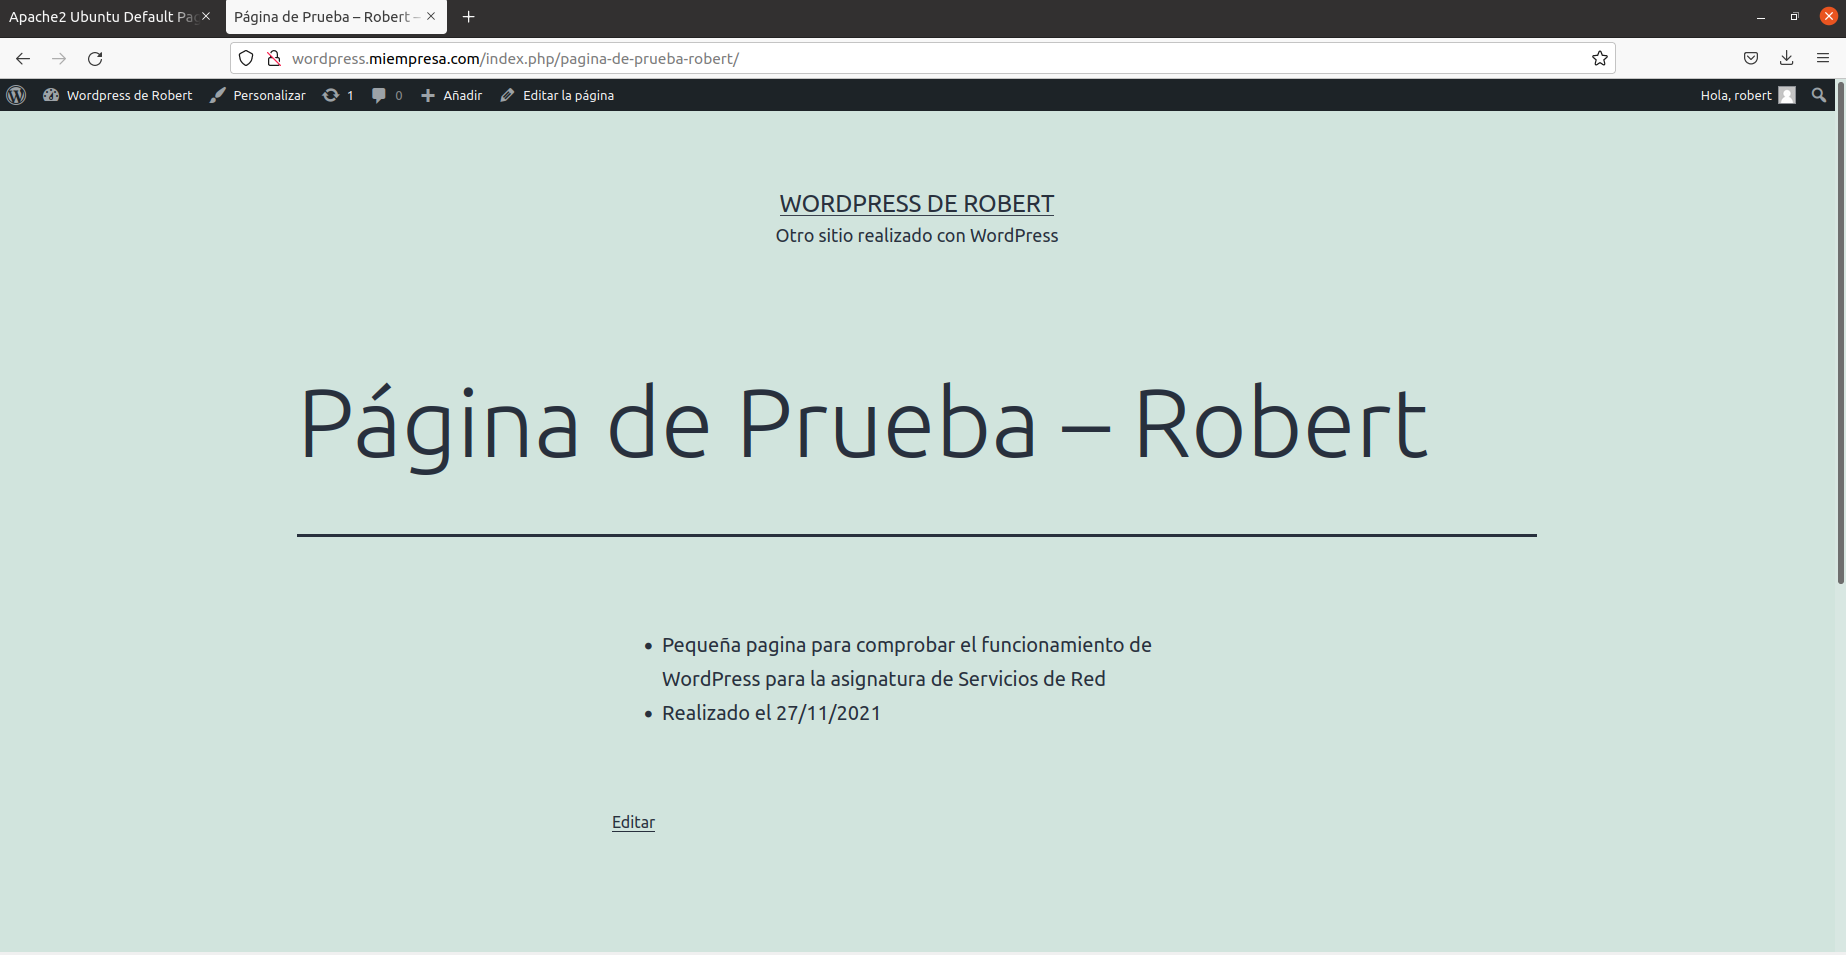 Apache2 Ubuntu Default Pag
Página de Prueba – Robert –
wordpress.miempresa.com/index.php/pagina-de-prueba-robert/
Wordpress de Robert Personalizar 1 0 Añadir Editar la página Hola, robert
WORDPRESS DE ROBERT
Otro sitio realizado con WordPress
Página de Prueba – Robert
• Pequeña pagina para comprobar el funcionamiento de
WordPress para la asignatura de Servicios de Red
• Realizado el 27/11/2021
Editar